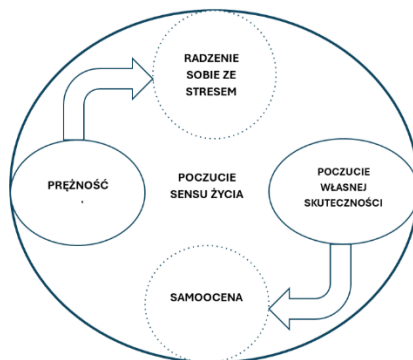 RADZENIE
SOBIE ZE
STRESEM
PRĘŻNOŚĆ
.
POCZUCIE
SENSU ŻYCIA
POCZUCIE
WŁASNEJ
SKUTECZNOŚCI
SAMOOCENA